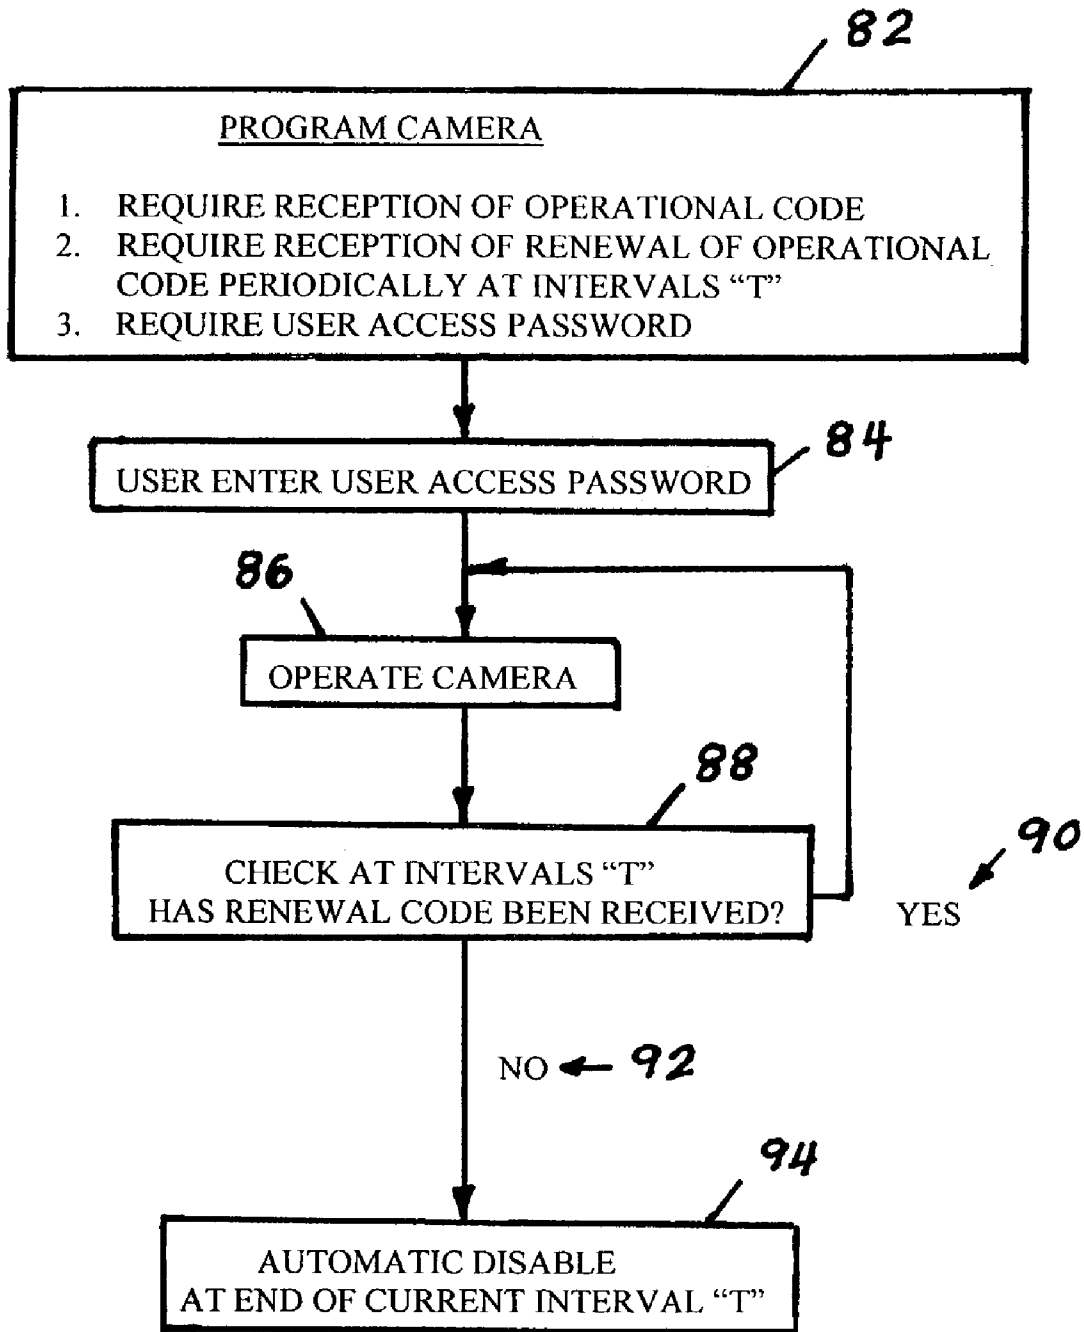 82
PROGRAM CAMERA
1. REQUIRE RECEPTION OF OPERATIONAL CODE
2. REQUIRE RECEPTION OF RENEWAL OF OPERATIONAL
CODE PERIODICALLY AT INTERVALS “T”
3. REQUIRE USER ACCESS PASSWORD
84
USER ENTER USER ACCESS PASSWORD
86
OPERATE CAMERA
88
90
CHECK AT INTERVALS “T”
HAS RENEWAL CODE BEEN RECEIVED?
YES
NO
92
94
AUTOMATIC DISABLE
AT END OF CURRENT INTERVAL “T”